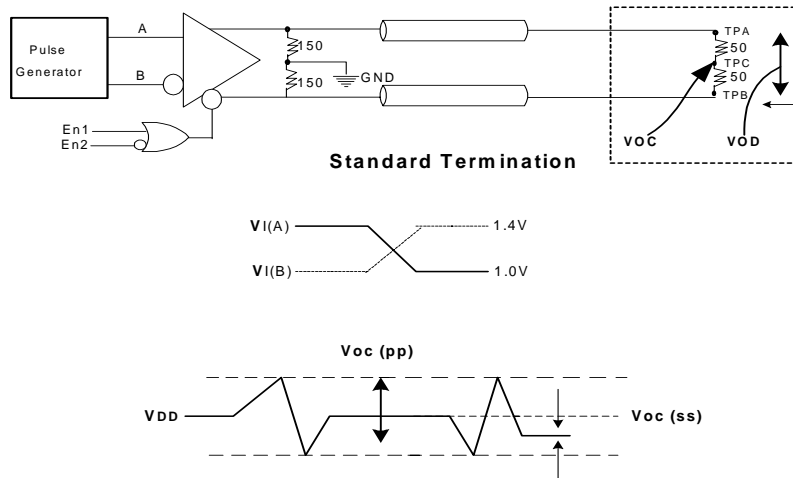 A
Pulse
Generator
B
150
150
GND
TPA
50
TPC
50
TPB
VOC
VOD
En1
En2
Standard Termination
VI(A)
1.4V
VI(B)
1.0V
Voc (pp)
VDD
Voc (ss)